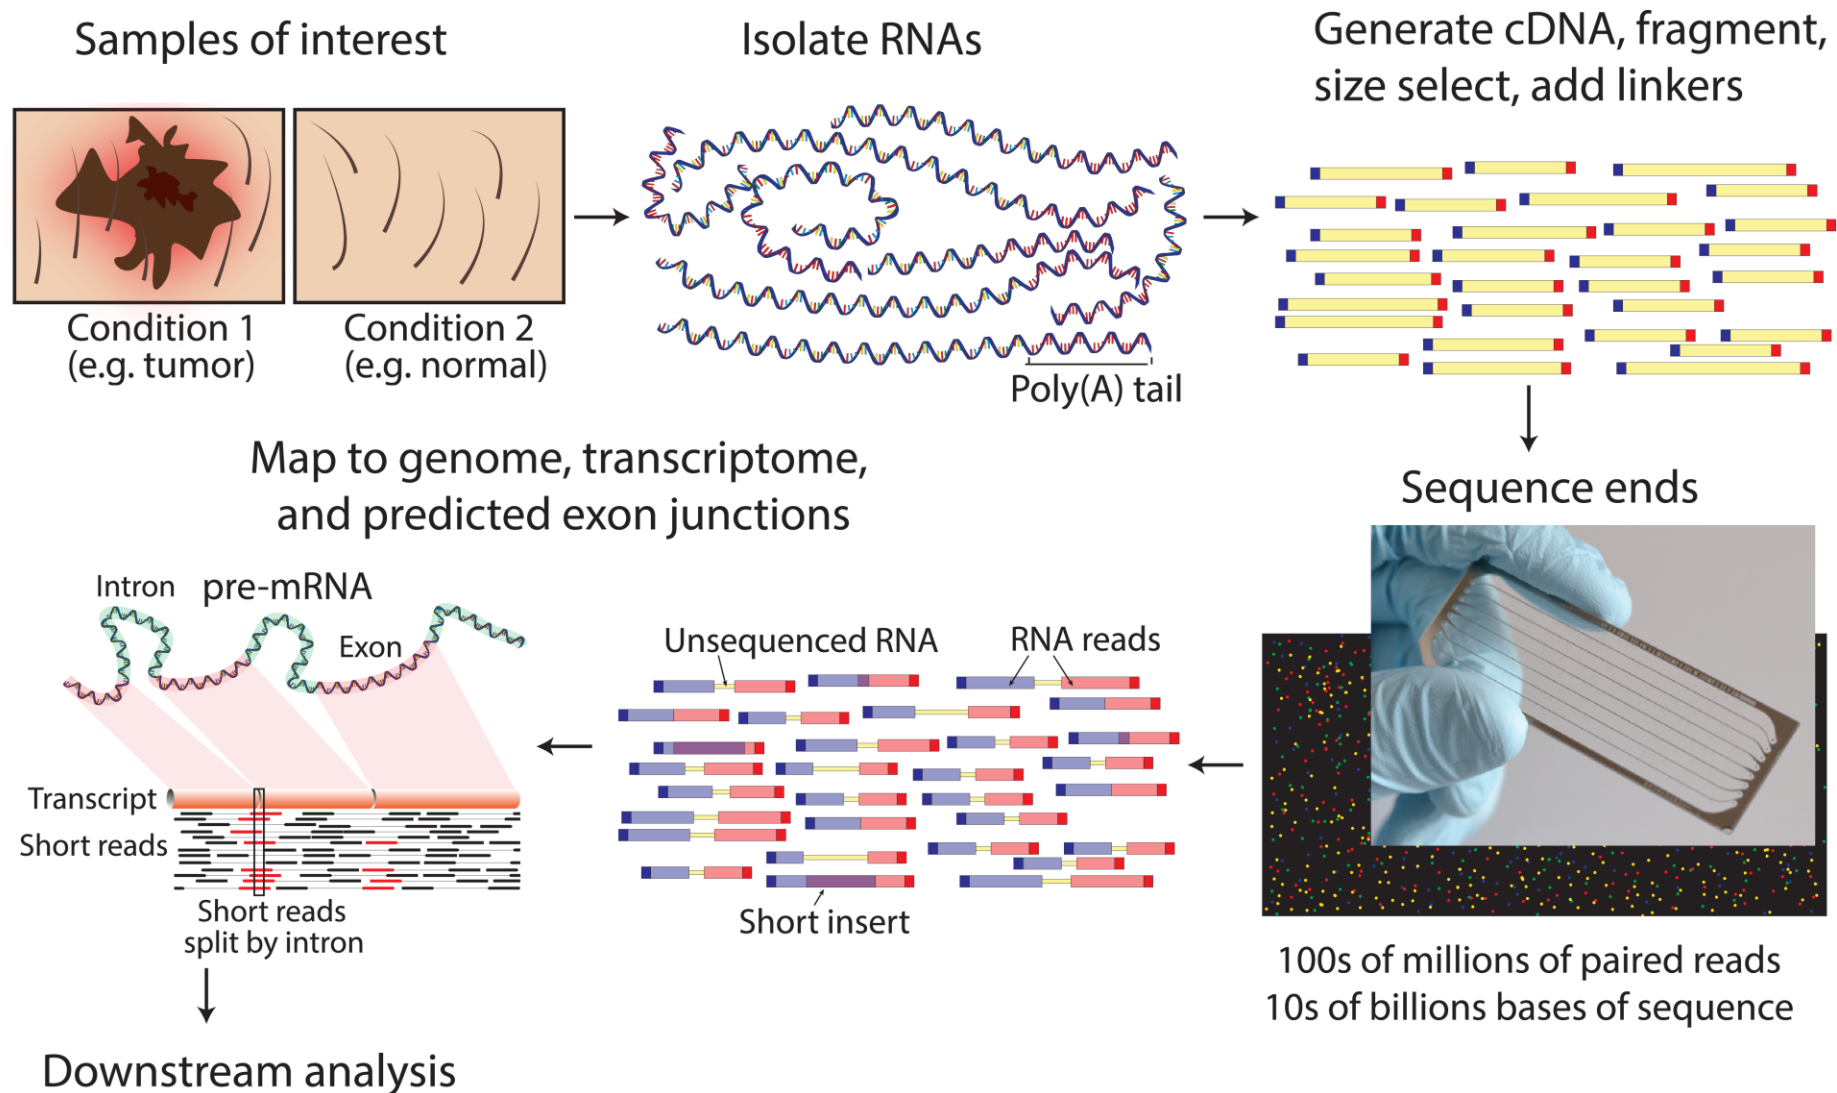 Samples of interest
Condition 1
(e.g. tumor)
Condition 2
(e.g. normal)
Isolate RNAs
Poly(A) tail
Generate cDNA, fragment,
size select, add linkers
Sequence ends
100s of millions of paired reads
10s of billions bases of sequence
Unsequenced RNA
RNA reads
Short insert
Map to genome, transcriptome,
and predicted exon junctions
Intron
pre-mRNA
Exon
Transcript
Short reads
Short reads
split by intron
Downstream analysis